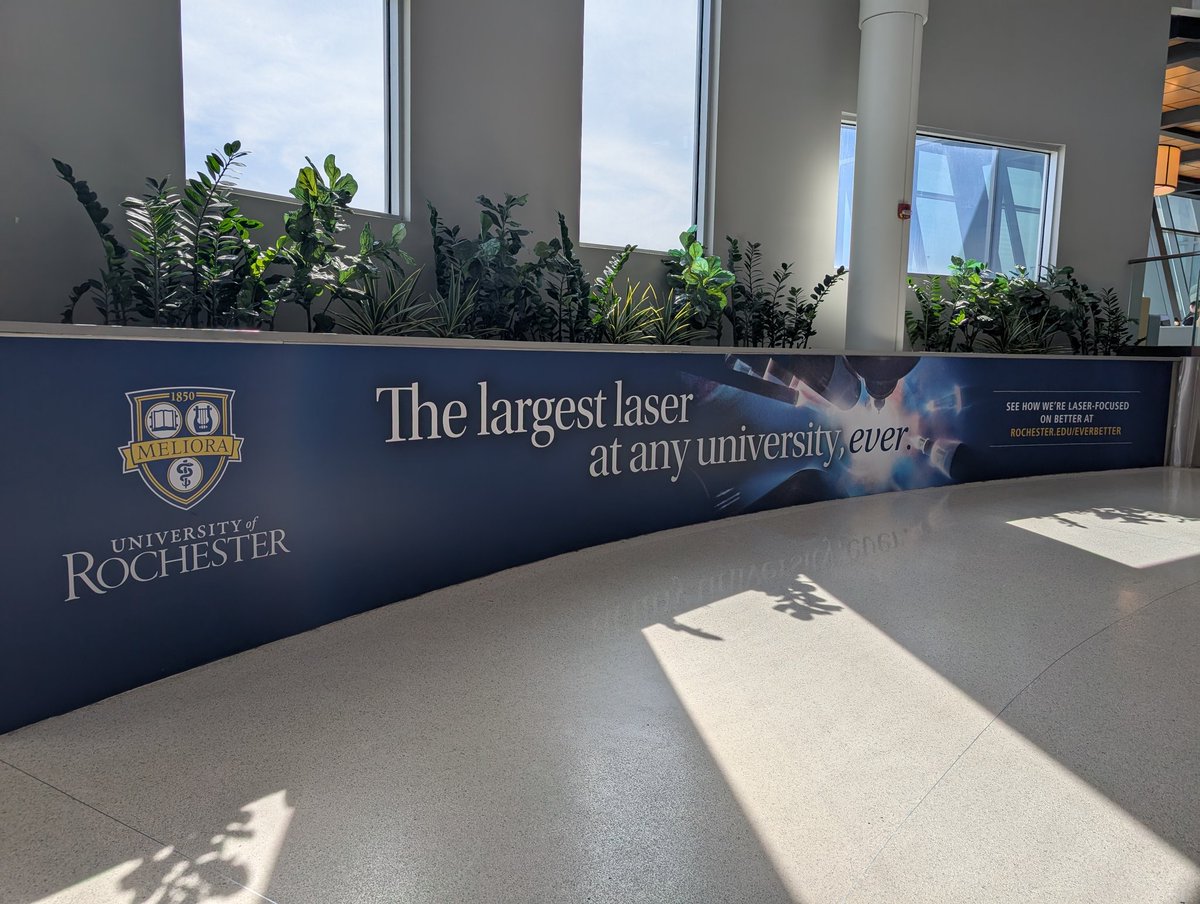 1850
MELIORA
UNIVERSITY of
ROCHESTER
The largest laser
at any university, ever.
SEE HOW WE'RE LASER-FOCUSED
ON BETTER AT
ROCHESTER.EDU/EVERBETTER